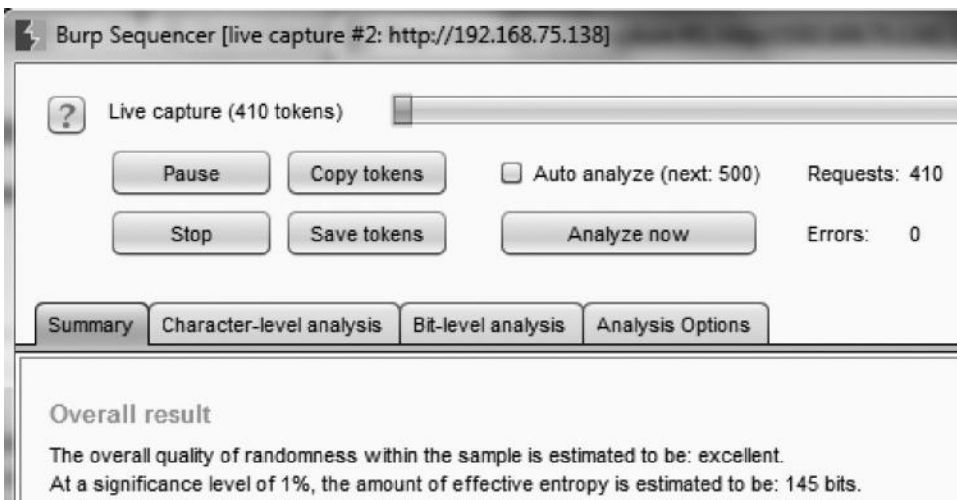 Burp Sequencer [live capture #2: http://192.168.75.138]
? Live capture (410 tokens)
Pause Copy tokens Auto analyze (next: 500) Requests: 410
Stop Save tokens Analyze now Errors: 0
Summary Character-level analysis Bit-level analysis Analysis Options
Overall result
The overall quality of randomness within the sample is estimated to be: excellent.
At a significance level of 1%, the amount of effective entropy is estimated to be: 145 bits.